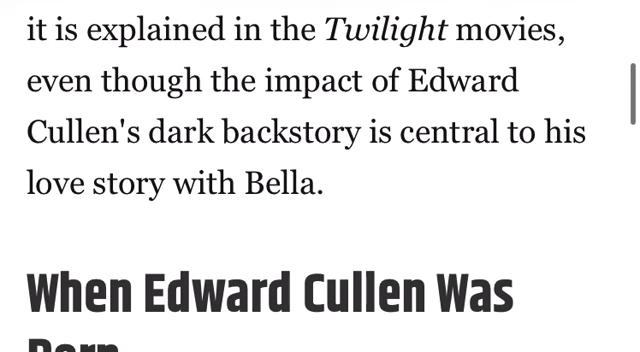 it is explained in the Twilight movies,
even though the impact of Edward
Cullen's dark backstory is central to his
love story with Bella.
When Edward Cullen Was
Born